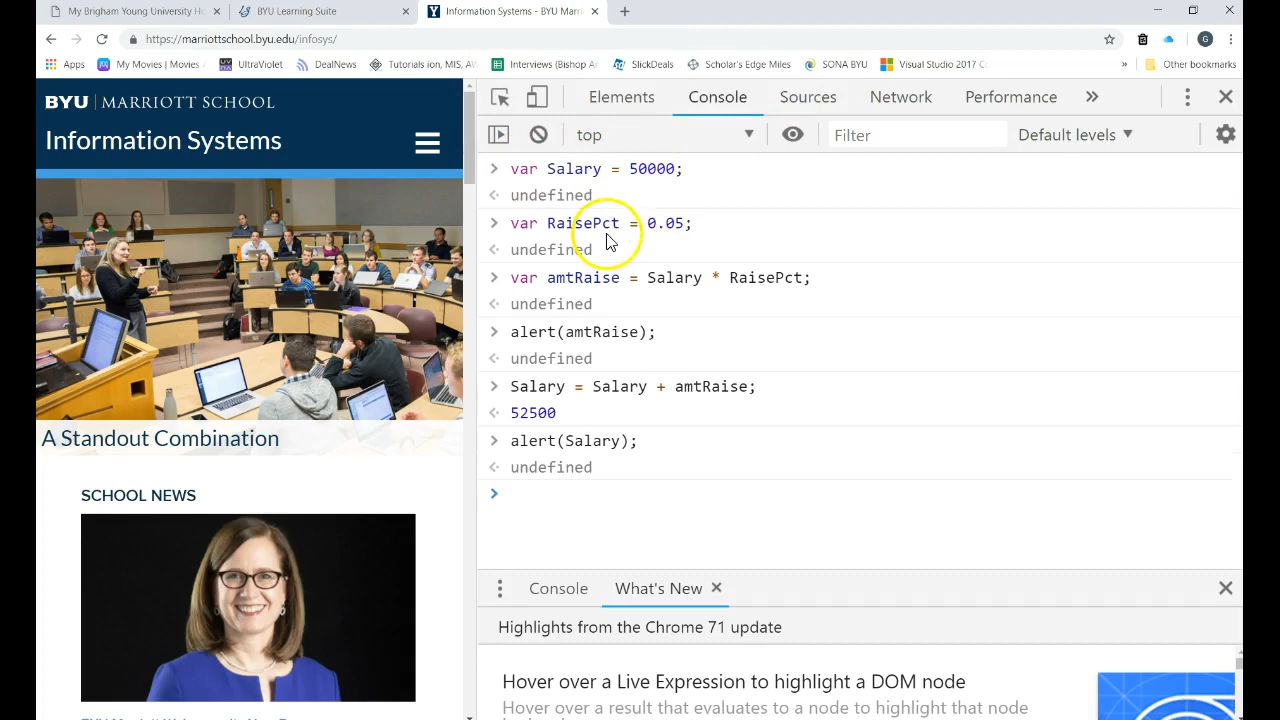 My Brigham Young University Ho
BYU Learning Suite
Information Systems - BYU Marri
https://marriottschool.byu.edu/infosys/
Apps
My Movies | Movies
UltraViolet
DealNews
Tutorials ion, MIS, AW
Interviews (Bishop An
SlickDeals
Scholar's Edge Miles
SONA BYU
Visual Studio 2017 Co
Other bookmarks
BYU | MARRIOTT SCHOOL
Information Systems
A Standout Combination
SCHOOL NEWS
Elements
Console
Sources
Network
Performance
top
Filter
Default levels
var Salary = 50000;
undefined
var RaisePct = 0.05;
undefined
var amtRaise = Salary * RaisePct;
undefined
alert(amtRaise);
undefined
Salary = Salary + amtRaise;
52500
alert(Salary);
undefined
Console
What's New
Highlights from the Chrome 71 update
Hover over a Live Expression to highlight a DOM node
Hover over a result that evaluates to a node to highlight that node